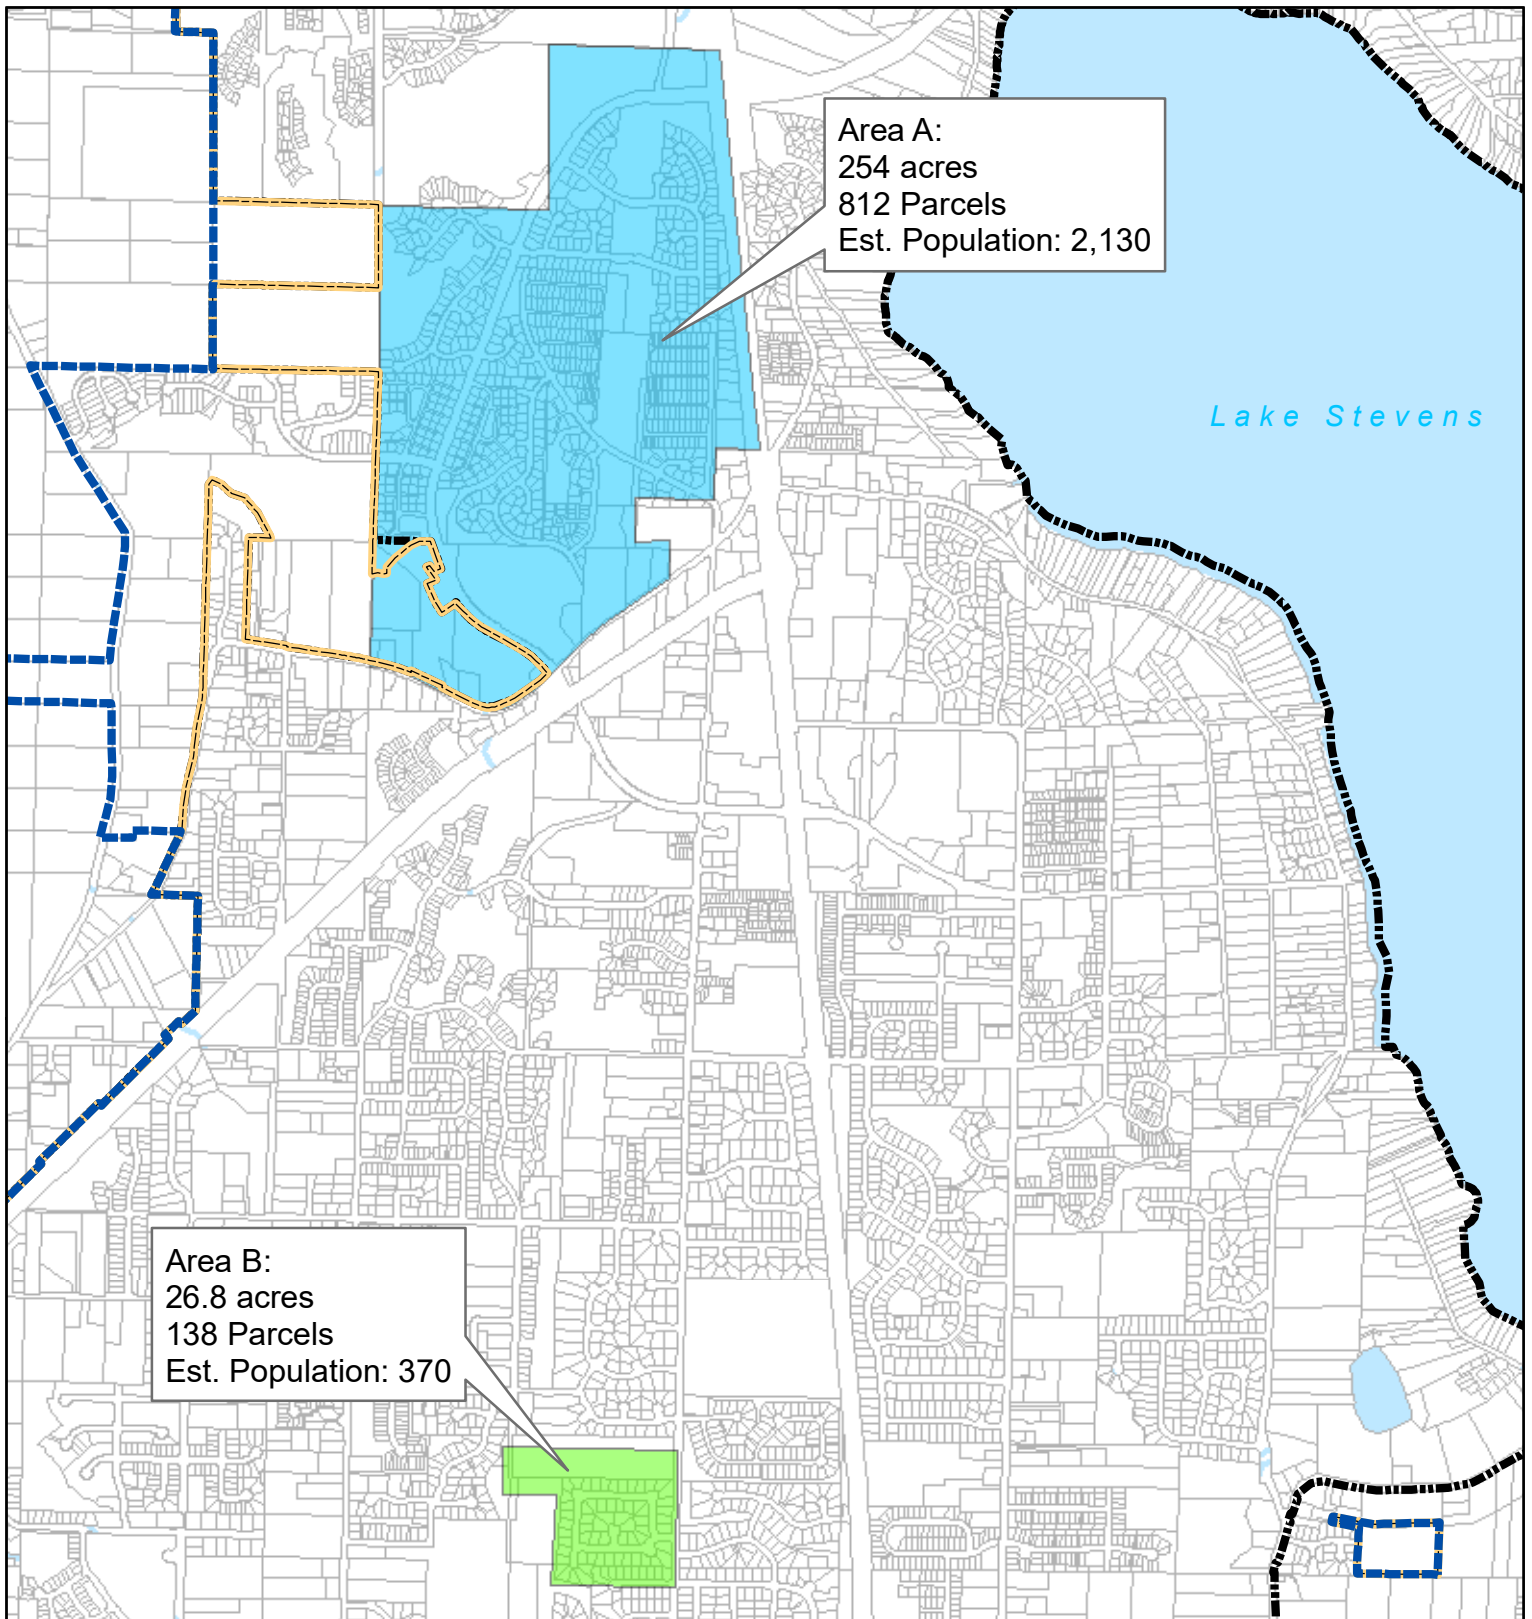 Area A:
254 acres
812 Parcels
Est. Population: 2,130
Lake Stevens
Area B:
26.8 acres
138 Parcels
Est. Population: 370